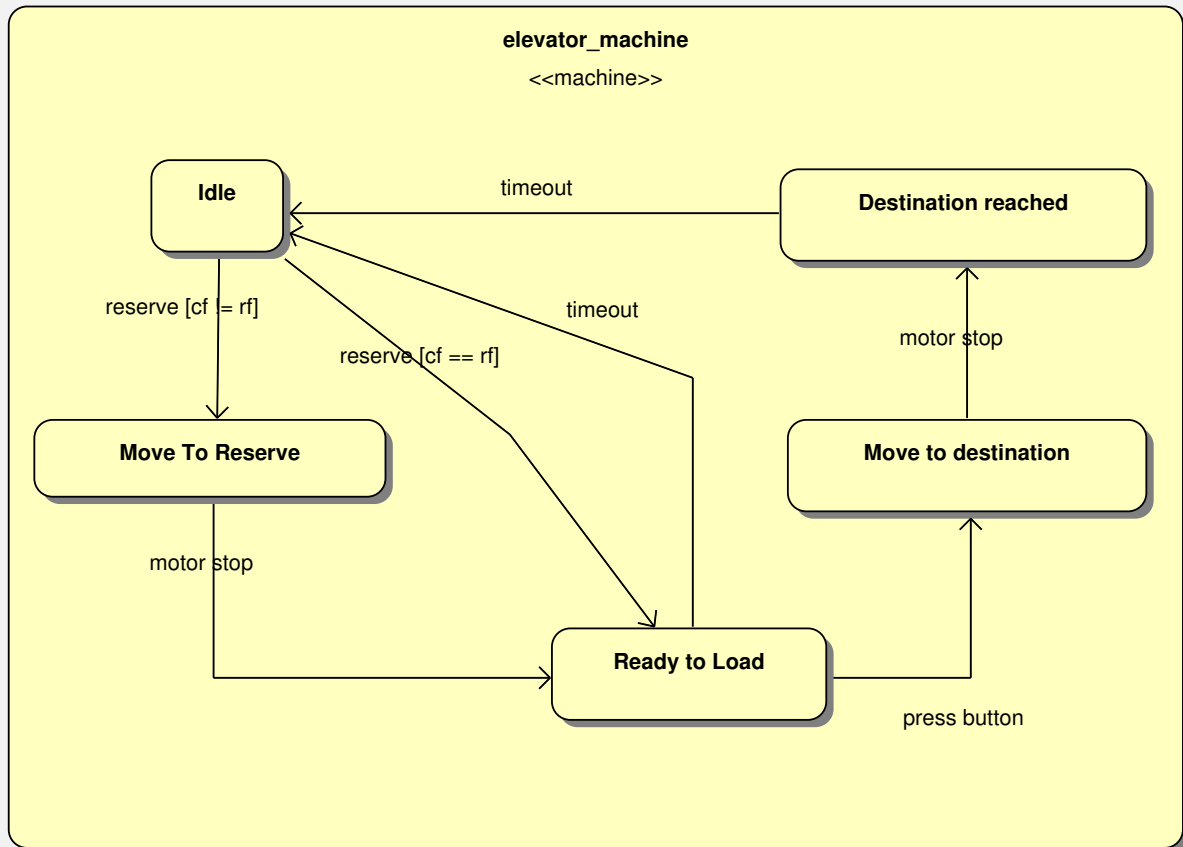 elevator_machine
<<machine>>
Idle
timeout
Destination reached
reserve [cf != rf]
timeout
reserve [cf == rf]
motor stop
Move To Reserve
Move to destination
motor stop
Ready to Load
press button